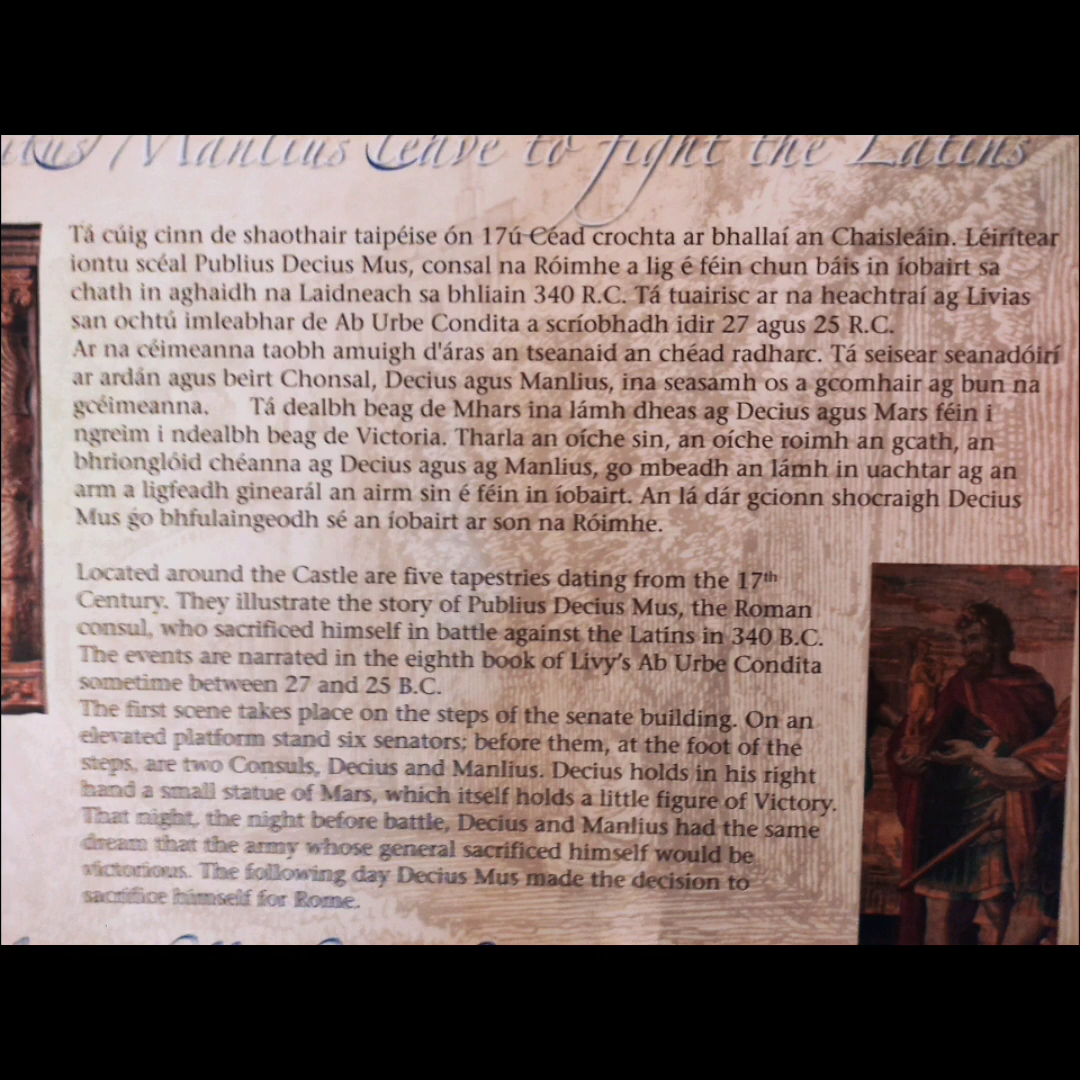 Manlius leave to fight the Latins
Tá cúig cinn de shaothair taipéise ón 17ú Céad crochta ar bhallaí an Chaisleáin. Léirítear
iontu scéal Publius Decius Mus, consal na Róimhe a lig é féin chun báis in íobairt sa
chath in aghaidh na Laidneach sa bhliain 340 R.C. Tá tuairisc ar na heachtraí ag Livias
san ochtú imleabhar de Ab Urbe Condita a scríobhadh idir 27 agus 25 R.C.
Ar na céimeanna taobh amuigh d'áras an tseanaid an chéad radharc. Tá seisear seanadóirí
ar ardán agus beirt Chonsal, Decius agus Manlius, ina seasamh os a gcomhair ag bun na
gcéimeanna. Tá dealbh beag de Mhars ina lámh dheas ag Decius agus Mars féin i
ngreim i ndealbh beag de Victoria. Tharla an oíche sin, an oíche roimh an gcath, an
bhrionglóid chéanna ag Decius agus ag Manlius, go mbeadh an lámh in uachtar ag an
arm a ligfeadh ginearál an airm sin é féin in íobairt. An lá dár gcionn shocraigh Decius
Mus go bhfulaingeodh sé an íobairt ar son na Róimhe.
Located around the Castle are five tapestries dating from the 17th
Century. They illustrate the story of Publius Decius Mus, the Roman
consul, who sacrificed himself in battle against the Latins in 340 B.C.
The events are narrated in the eighth book of Livy's Ab Urbe Condita
sometime between 27 and 25 B.C.
The first scene takes place on the steps of the senate building. On an
elevated platform stand six senators; before them, at the foot of the
steps, are two Consuls, Decius and Manlius. Decius holds in his right
hand a small statue of Mars, which itself holds a little figure of Victory.
That night, the night before battle, Decius and Manlius had the same
dream that the army whose general sacrificed himself would be
victorious. The following day Decius Mus made the decision to
sacrifice himself for Rome.